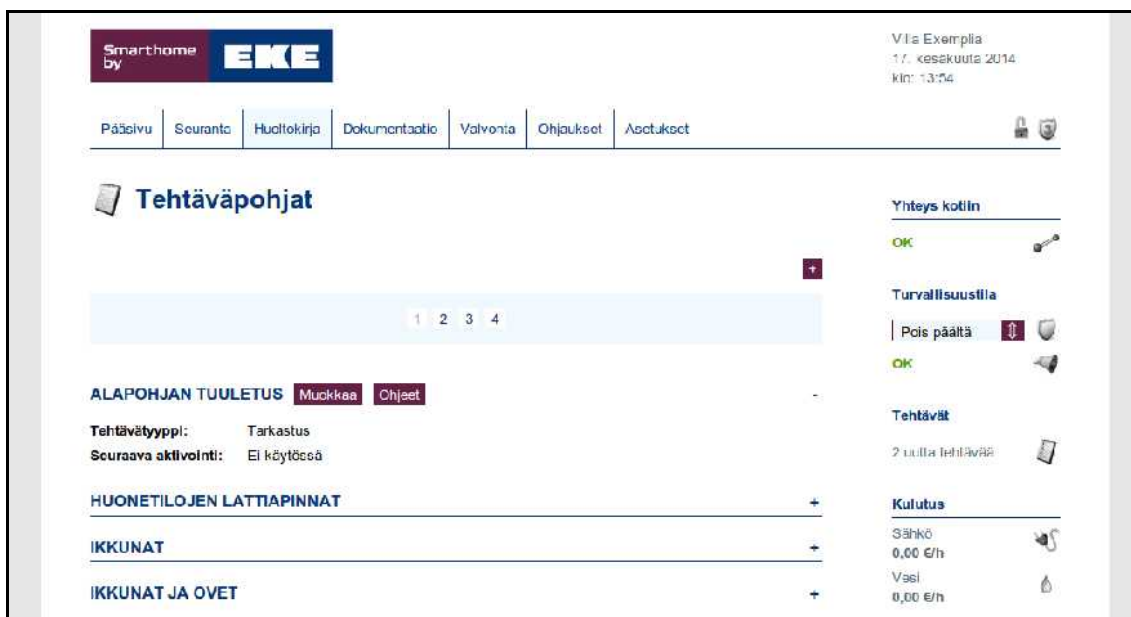 Smarthome
by EKE
Villa Exemplia
17. kesäkuuta 2014
klo: 13:54
Pääsivu Seuranta Huoltokirja Dokumentaatio Valvonta Ohjaukset Asetukset
Tehtäväpohjat
+
1 2 3 4
ALAPOHJAN TUULETUS Muokkaa Ohjeet -
Tehtävätyyppi: Tarkastus
Seuraava aktivointi: Ei käytössä
HUONETILOJEN LATTIAPINNAT +
IKKUNAT +
IKKUNAT JA OVET +
Yhteys kotiin
OK
Turvallisuustila
Pois päältä
OK
Tehtävät
2 uutta tehtävää
Kulutus
Sähkö
0,00 €/h
Vesi
0,00 €/h